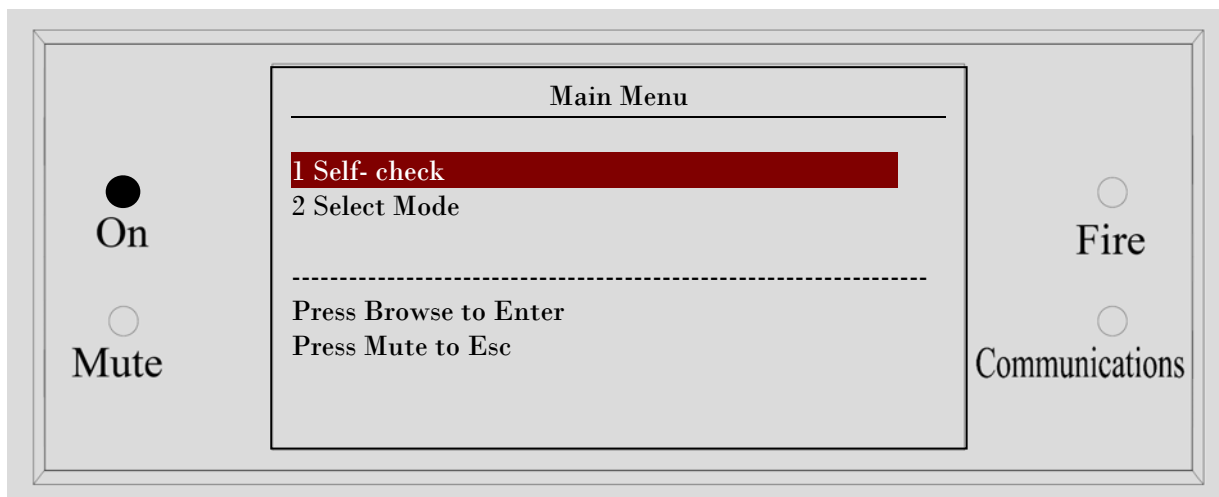 Main Menu
1 Self- check
2 Select Mode
--------------------------------------------------------------------
Press Browse to Enter
Press Mute to Esc
On
Mute
Fire
Communications